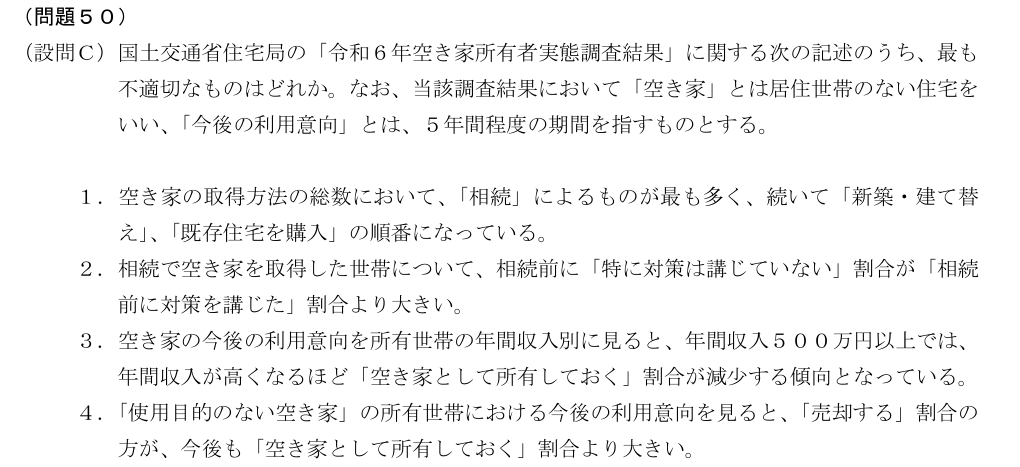 （問題５０）
（設問Ｃ）国土交通省住宅局の「令和６年空き家所有者実態調査結果」に関する次の記述のうち、最も
不適切なものはどれか。なお、当該調査結果において「空き家」とは居住世帯のない住宅を
いい、「今後の利用意向」とは、５年間程度の期間を指すものとする。
１．空き家の取得方法の総数において、「相続」によるものが最も多く、続いて「新築・建て替
え」、「既存住宅を購入」の順番になっている。
２．相続で空き家を取得した世帯について、相続前に「特に対策は講じていない」割合が「相続
前に対策を講じた」割合より大きい。
３．空き家の今後の利用意向を所有世帯の年間収入別に見ると、年間収入５００万円以上では、
年間収入が高くなるほど「空き家として所有しておく」割合が減少する傾向となっている。
４．「使用目的のない空き家」の所有世帯における今後の利用意向を見ると、「売却する」割合の
方が、今後も「空き家として所有しておく」割合より大きい。